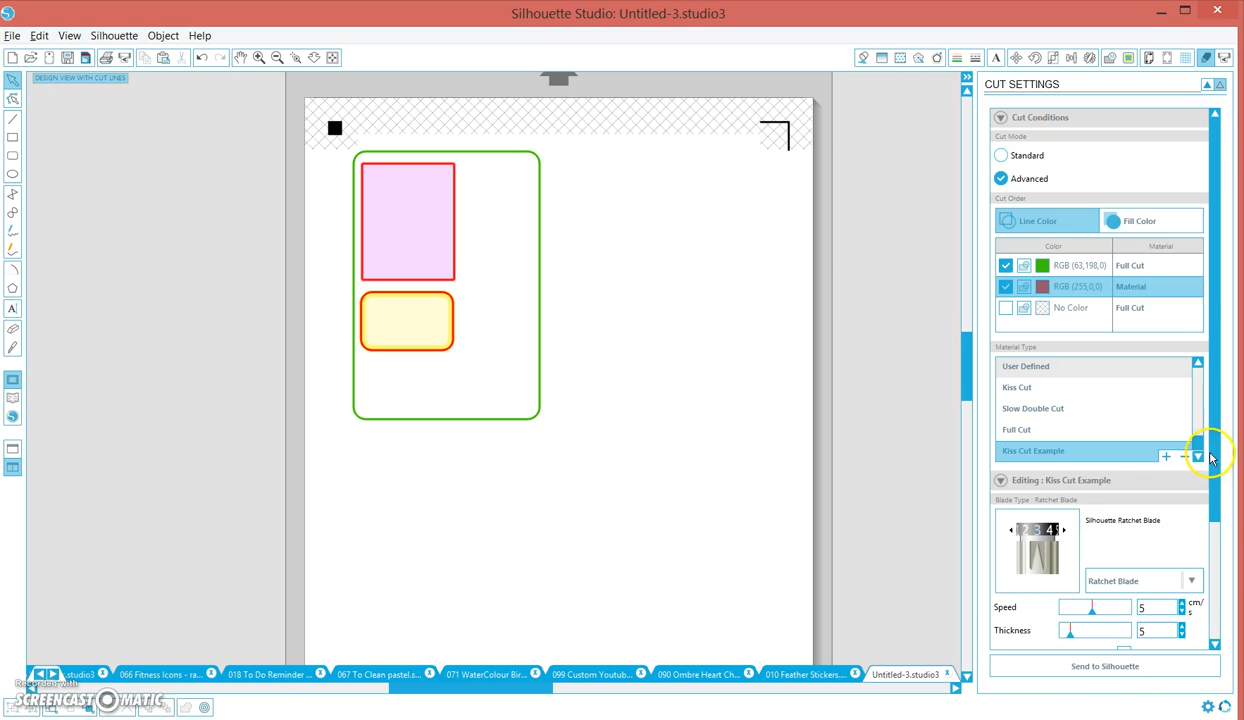 Silhouette Studio: Untitled-3.studio3
File Edit View Silhouette Object Help
DESIGN VIEW WITH CUT LINES
CUT SETTINGS
Cut Conditions
Cut Mode
Standard
Advanced
Cut Order
Line Color Fill Color
Color Material
RGB (63,198,0) Full Cut
RGB (255,0,0) Material
No Color Full Cut
Material Type
User Defined
Kiss Cut
Slow Double Cut
Full Cut
Kiss Cut Example
Editing : Kiss Cut Example
Blade Type : Ratchet Blade
2 3 4 Silhouette Ratchet Blade
Ratchet Blade
Speed 5 cm/s
Thickness 5
Send to Silhouette
.studio3 066 Fitness Icons - ra... 018 To Do Reminder ... 067 To Clean pastel.s... 071 WaterColour Bir... 099 Custom Youtub... 090 Ombre Heart Ch... 010 Feather Stickers.... Untitled-3.studio3
Recorded with
SCREENCAST-O-MATIC